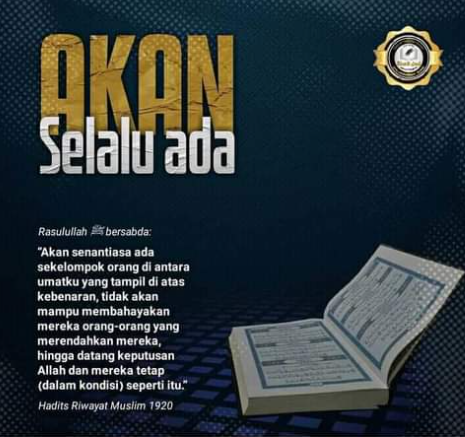 AKAN
Selalu ada
Rasulullah ﷺ bersabda:
“Akan senantiasa ada
sekelompok orang di antara
umatku yang tampil di atas
kebenaran, tidak akan
mampu membahayakan
mereka orang-orang yang
merendahkan mereka,
hingga datang keputusan
Allah dan mereka tetap
(dalam kondisi) seperti itu.”
Hadits Riwayat Muslim 1920